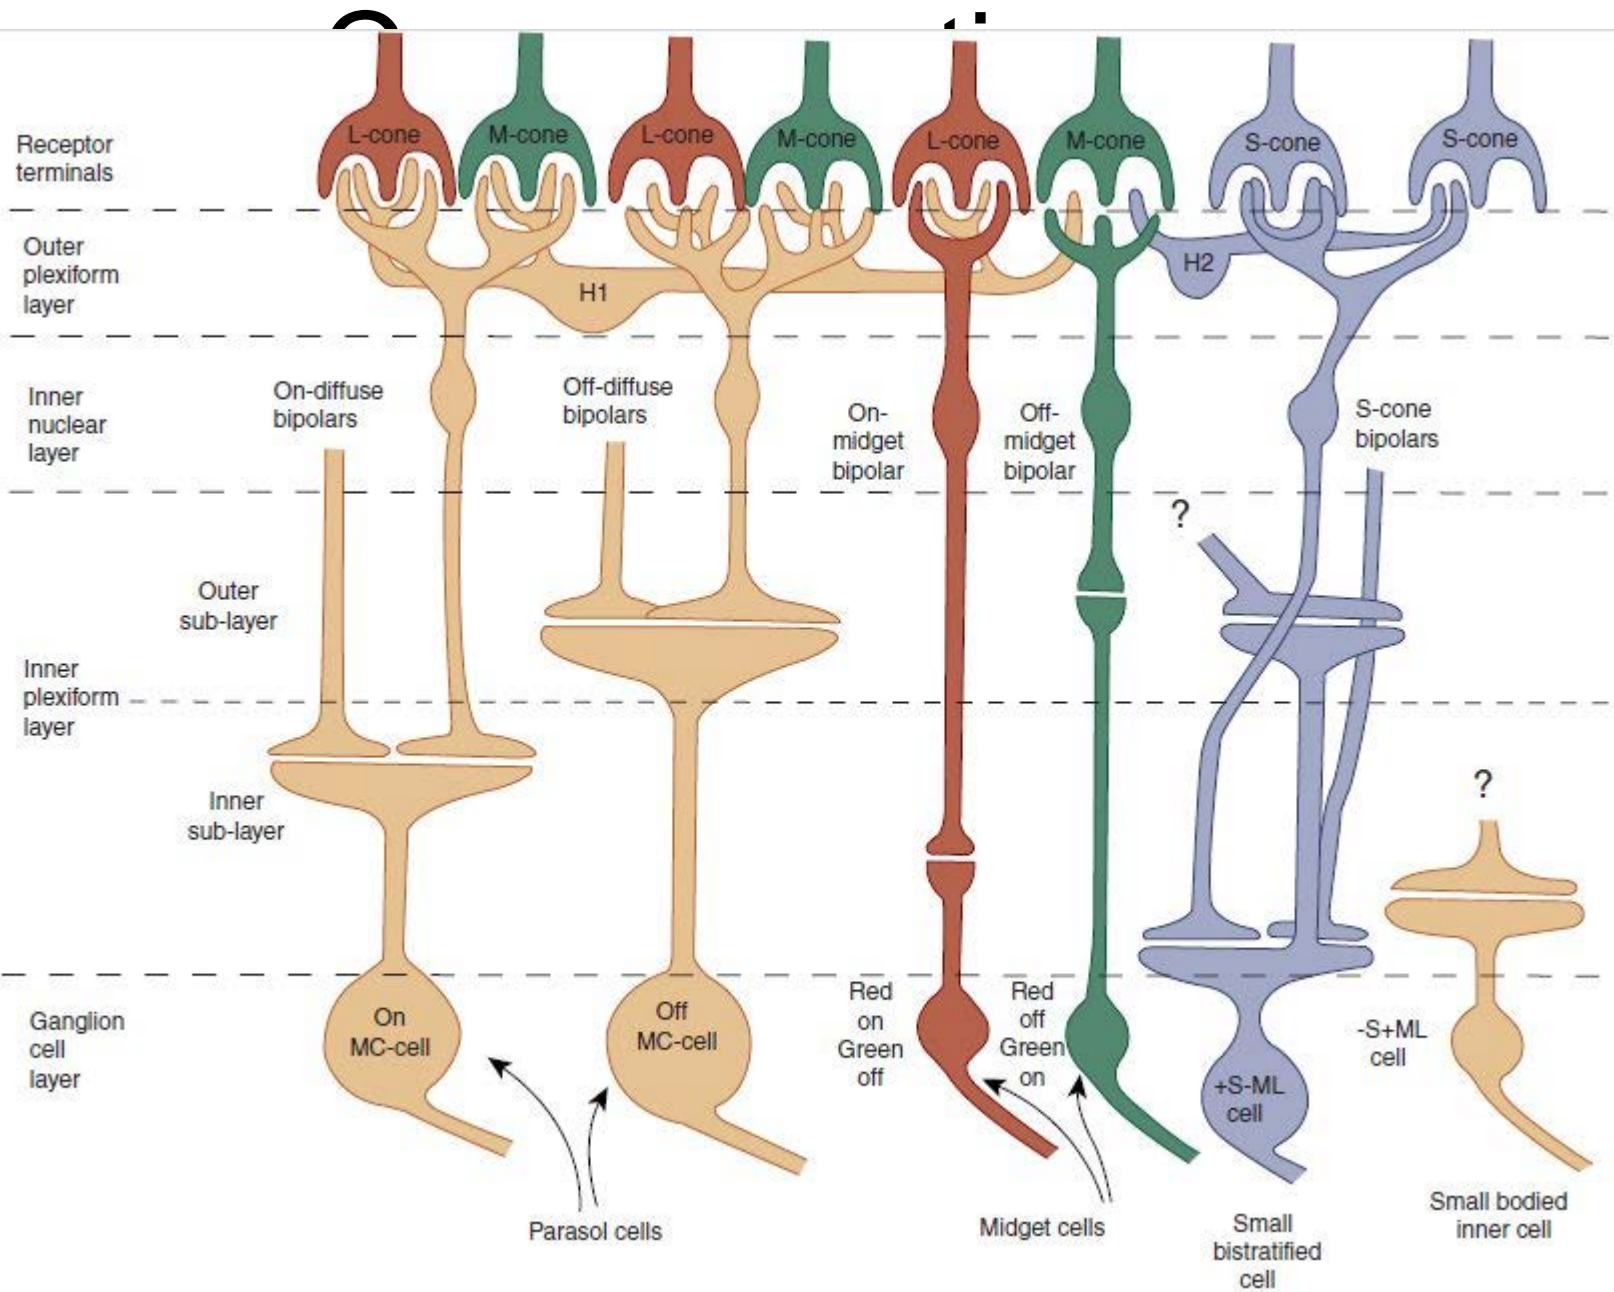 L-cone
M-cone
L-cone
M-cone
L-cone
M-cone
S-cone
S-cone
Receptor
terminals
Outer
plexiform
layer
H1
H2
Inner
nuclear
layer
On-diffuse
bipolars
Off-diffuse
bipolars
On-
midget
bipolar
Off-
midget
bipolar
S-cone
bipolars
?
Outer
sub-layer
Inner
plexiform
layer
Inner
sub-layer
?
Ganglion
cell
layer
On
MC-cell
Off
MC-cell
Red
on
Green
off
Red
off
Green
on
+S-ML
cell
-S+ML
cell
Parasol cells
Midget cells
Small
bistratified
cell
Small bodied
inner cell